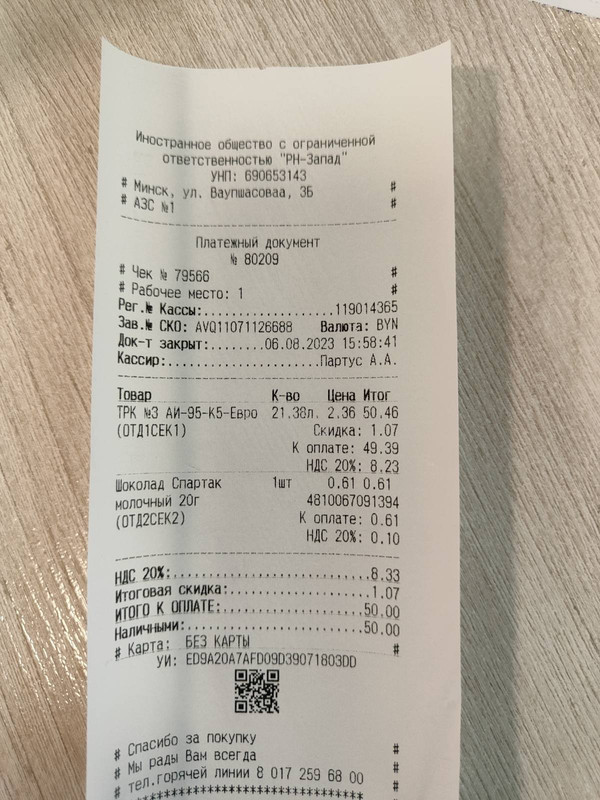 Иностранное общество с ограниченной
ответственностью "РН-Запад"
УНП: 690653143
# Минск, ул. Ваупшасоваа, 3Б #
# АЗС №1 #
Платежный документ
№ 80209
# Чек № 79566 #
# Рабочее место: 1 #
Рег.№ Кассы:....................119014365
Зав.№ СКО: AVQ11071126688 Валюта: BYN
Док-т закрыт:........06.08.2023 15:58:41
Кассир:.......................Партус А.А.
Товар К-во Цена Итог
ТРК №3 АИ-95-К5-Евро 21.38л. 2.36 50.46
(ОТД1СЕК1) Скидка: 1.07
К оплате: 49.39
НДС 20%: 8.23
Шоколад Спартак 1шт 0.61 0.61
молочный 20г 4810067091394
(ОТД2СЕК2) К оплате: 0.61
НДС 20%: 0.10
НДС 20%:.............................8.33
Итоговая скидка:.....................1.07
ИТОГО К ОПЛАТЕ:.....................50.00
Наличными:..........................50.00
# Карта: БЕЗ КАРТЫ #
УИ: ED9A20A7AFD09D39071803DD
# Спасибо за покупку #
# Мы рады Вам всегда #
# тел.горячей линии 8 017 259 68 00 #